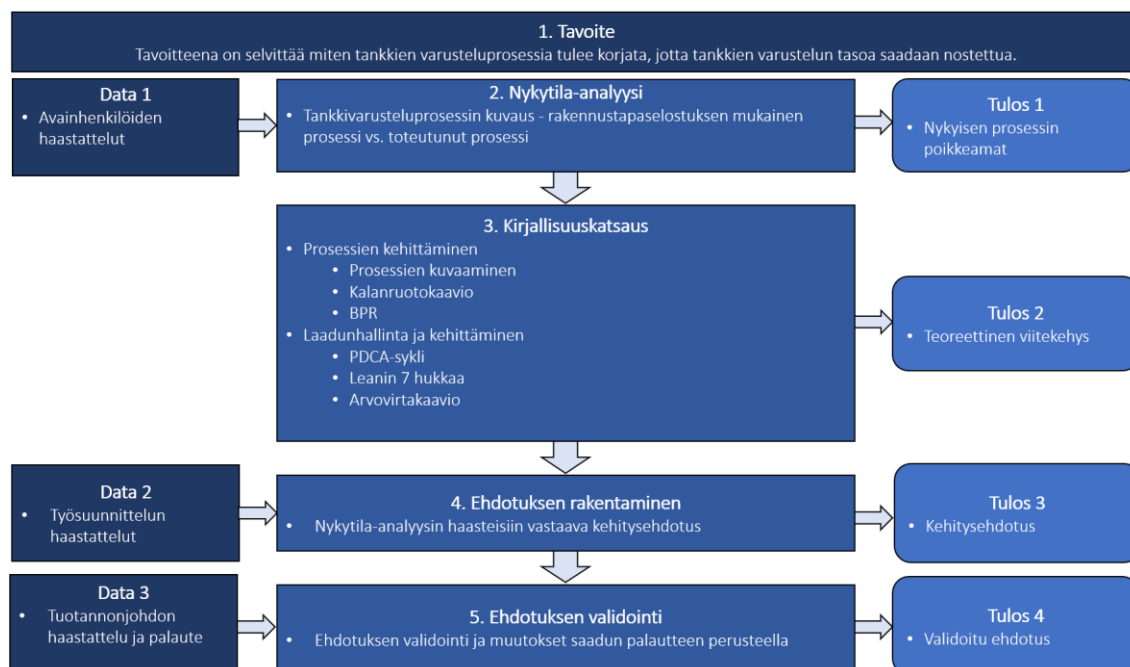 1. Tavoite
Tavoitteena on selvittää miten tankkien varusteluprosessia tulee korjata, jotta tankkien varustelun tasoa saadaan nostettua.
Data 1
• Avainhenkilöiden
haastattelut
2. Nykytila-analyysi
• Tankkivarusteluprosessin kuvaus - rakennustapaselostuksen mukainen
prosessi vs. toteutunut prosessi
Tulos 1
• Nykyisen prosessin
poikkeamat
3. Kirjallisuuskatsaus
• Prosessien kehittäminen
• Prosessien kuvaaminen
• Kalanruotokaavio
• BPR
• Laadunhallinta ja kehittäminen
• PDCA-sykli
• Leanin 7 hukkaa
• Arvovirtakaavio
Tulos 2
• Teoreettinen viitekehys
Data 2
• Työsuunnittelun
haastattelut
4. Ehdotuksen rakentaminen
• Nykytila-analyysin haasteisiin vastaava kehitysehdotus
Tulos 3
• Kehitysehdotus
Data 3
• Tuotannonjohdon
haastattelu ja palaute
5. Ehdotuksen validointi
• Ehdotuksen validointi ja muutokset saadun palautteen perusteella
Tulos 4
• Validoitu ehdotus